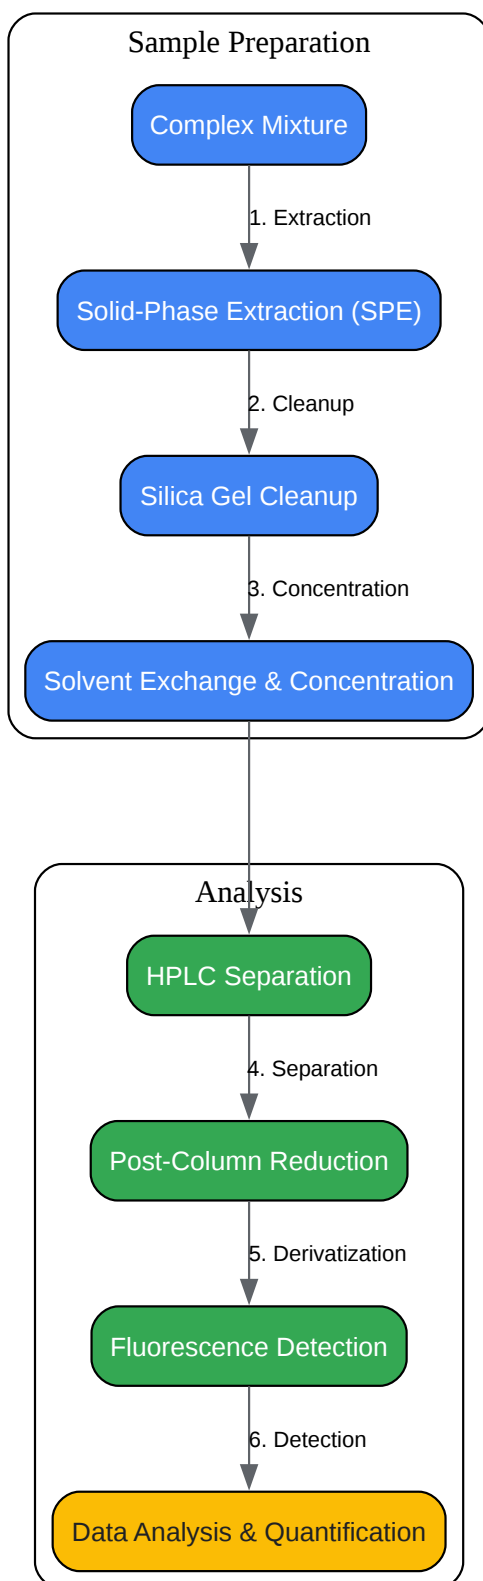 Sample Preparation
Complex Mixture
1. Extraction
Solid-Phase Extraction (SPE)
2. Cleanup
Silica Gel Cleanup
3. Concentration
Solvent Exchange & Concentration
Analysis
HPLC Separation
4. Separation
Post-Column Reduction
5. Derivatization
Fluorescence Detection
6. Detection
Data Analysis & Quantification